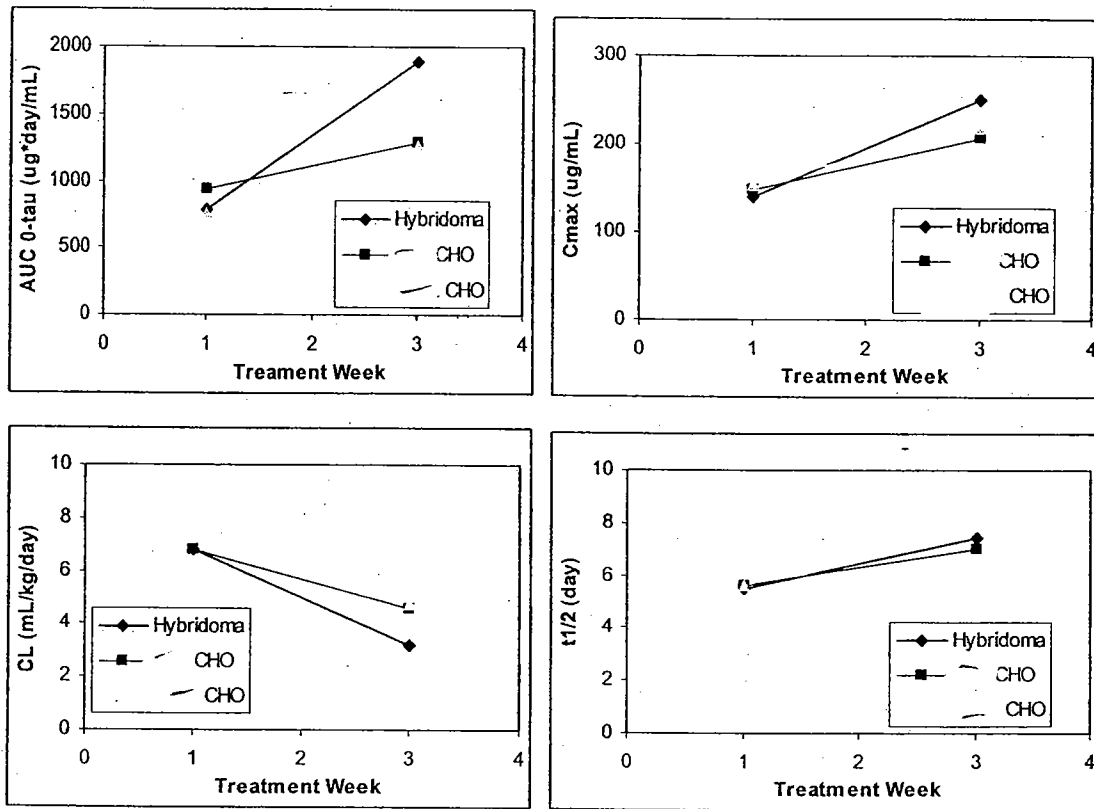 AUC 0-tau (ug*day/mL)
2000
1500
1000
500
0
Hybridoma
CHO
CHO
0 1 2 3 4
Treament Week
Cmax (ug/mL)
300
200
100
0
Hybridoma
CHO
CHO
0 1 2 3 4
Treatment Week
CL (mL/kg/day)
10
8
6
4
2
0
Hybridoma
CHO
CHO
0 1 2 3 4
Treatment Week
t1/2 (day)
10
8
6
4
2
0
Hybridoma
CHO
CHO
0 1 2 3 4
Treatment Week